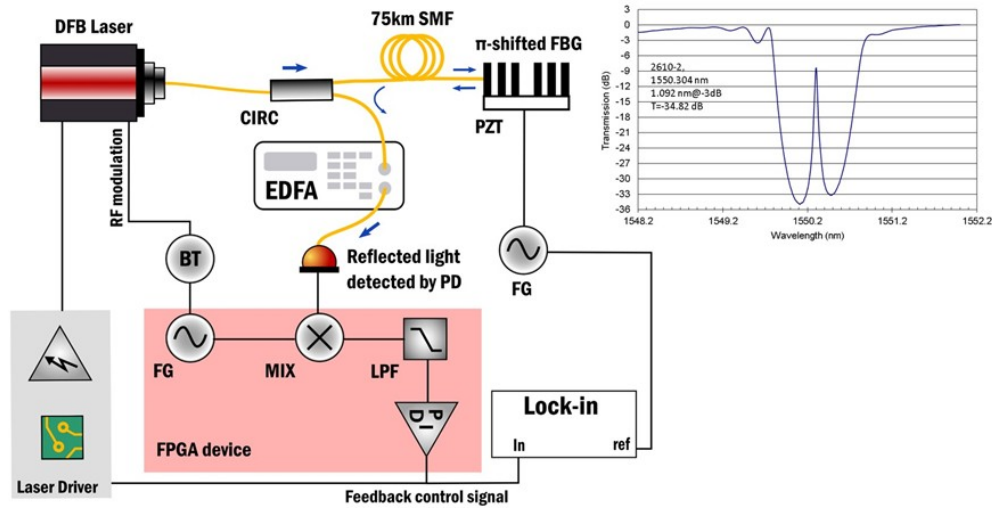 DFB Laser
75km SMF
π-shifted FBG
CIRC
PZT
RF modulation
EDFA
BT
Reflected light
detected by PD
FG
FG
MIX
LPF
P I
D
FPGA device
Lock-in
In
ref
Laser Driver
Feedback control signal
3
0
-3
-6
-9
-12
-15
-18
-21
-24
-27
-30
-33
-36
Transmission (dB)
2610-2,
1550.304 nm
1.092 nm@-3dB
T=-34.82 dB
1548.2 1549.2 1550.2 1551.2 1552.2
Wavelength (nm)